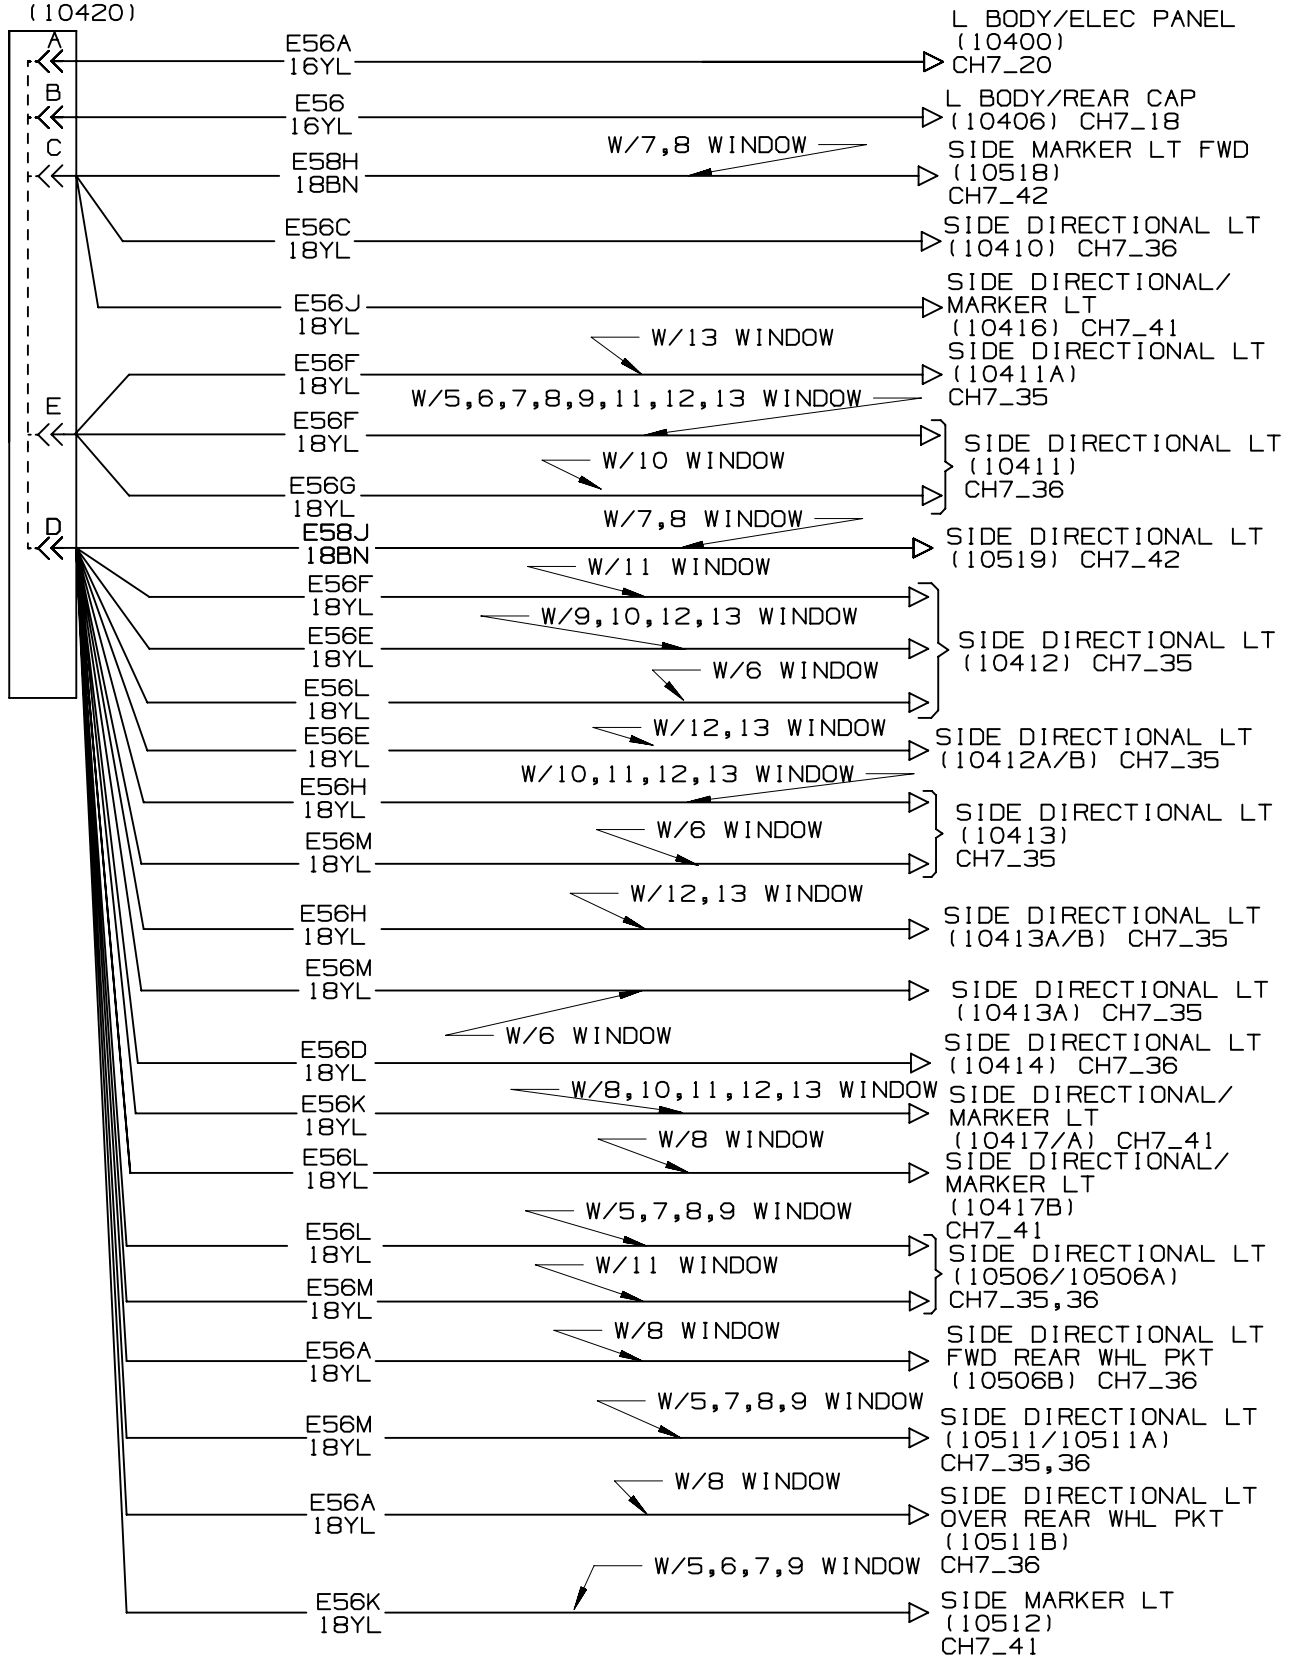 (10420)
A
E56A
16YL
L BODY/ELEC PANEL
(10400)
CH7_20
B
E56
16YL
L BODY/REAR CAP
(10406) CH7_18
C
E58H
18BN
W/7,8 WINDOW
SIDE MARKER LT FWD
(10518)
CH7_42
E56C
18YL
SIDE DIRECTIONAL LT
(10410) CH7_36
E56J
18YL
SIDE DIRECTIONAL/
MARKER LT
(10416) CH7_41
E56F
18YL
W/13 WINDOW
SIDE DIRECTIONAL LT
(10411A)
CH7_35
E
E56F
18YL
W/5,6,7,8,9,11,12,13 WINDOW
E56G
18YL
W/10 WINDOW
SIDE DIRECTIONAL LT
(10411)
CH7_36
D
E58J
18BN
W/7,8 WINDOW
SIDE DIRECTIONAL LT
(10519) CH7_42
E56F
18YL
W/11 WINDOW
E56E
18YL
W/9,10,12,13 WINDOW
SIDE DIRECTIONAL LT
(10412) CH7_35
E56L
18YL
W/6 WINDOW
E56E
18YL
W/12,13 WINDOW
SIDE DIRECTIONAL LT
(10412A/B) CH7_35
E56H
18YL
W/10,11,12,13 WINDOW
E56M
18YL
W/6 WINDOW
SIDE DIRECTIONAL LT
(10413)
CH7_35
E56H
18YL
W/12,13 WINDOW
SIDE DIRECTIONAL LT
(10413A/B) CH7_35
E56M
18YL
W/6 WINDOW
SIDE DIRECTIONAL LT
(10413A) CH7_35
E56D
18YL
SIDE DIRECTIONAL LT
(10414) CH7_36
E56K
18YL
W/8,10,11,12,13 WINDOW
SIDE DIRECTIONAL/
MARKER LT
(10417/A) CH7_41
E56L
18YL
W/8 WINDOW
SIDE DIRECTIONAL/
MARKER LT
(10417B)
CH7_41
E56L
18YL
W/5,7,8,9 WINDOW
E56M
18YL
W/11 WINDOW
SIDE DIRECTIONAL LT
(10506/10506A)
CH7_35,36
E56A
18YL
W/8 WINDOW
SIDE DIRECTIONAL LT
FWD REAR WHL PKT
(10506B) CH7_36
E56M
18YL
W/5,7,8,9 WINDOW
SIDE DIRECTIONAL LT
(10511/10511A)
CH7_35,36
E56A
18YL
W/8 WINDOW
SIDE DIRECTIONAL LT
OVER REAR WHL PKT
(10511B)
CH7_36
E56K
18YL
W/5,6,7,9 WINDOW
SIDE MARKER LT
(10512)
CH7_41